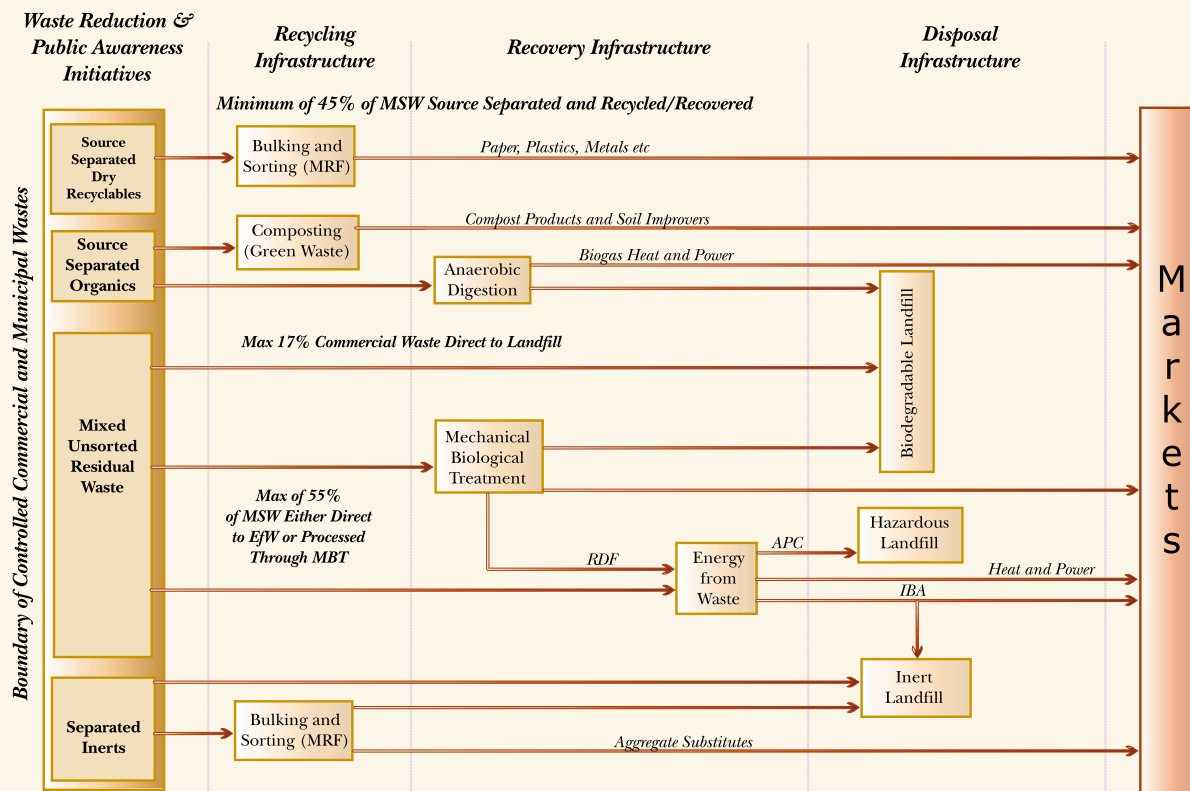 Waste Reduction &
Public Awareness
Initiatives
Recycling
Infrastructure
Recovery Infrastructure
Disposal
Infrastructure
Minimum of 45% of MSW Source Separated and Recycled/Recovered
Boundary of Controlled Commercial and Municipal Wastes
Source
Separated
Dry
Recyclables
Bulking and
Sorting (MRF)
Paper, Plastics, Metals etc
Source
Separated
Organics
Composting
(Green Waste)
Compost Products and Soil Improvers
Anaerobic
Digestion
Biogas Heat and Power
Biodegradable Landfill
Max 17% Commercial Waste Direct to Landfill
Mixed
Unsorted
Residual
Waste
Mechanical
Biological
Treatment
Max of 55%
of MSW Either Direct
to EfW or Processed
Through MBT
RDF
Energy
from
Waste
APC
Hazardous
Landfill
Heat and Power
IBA
Inert
Landfill
Separated
Inerts
Bulking and
Sorting (MRF)
Aggregate Substitutes
Markets